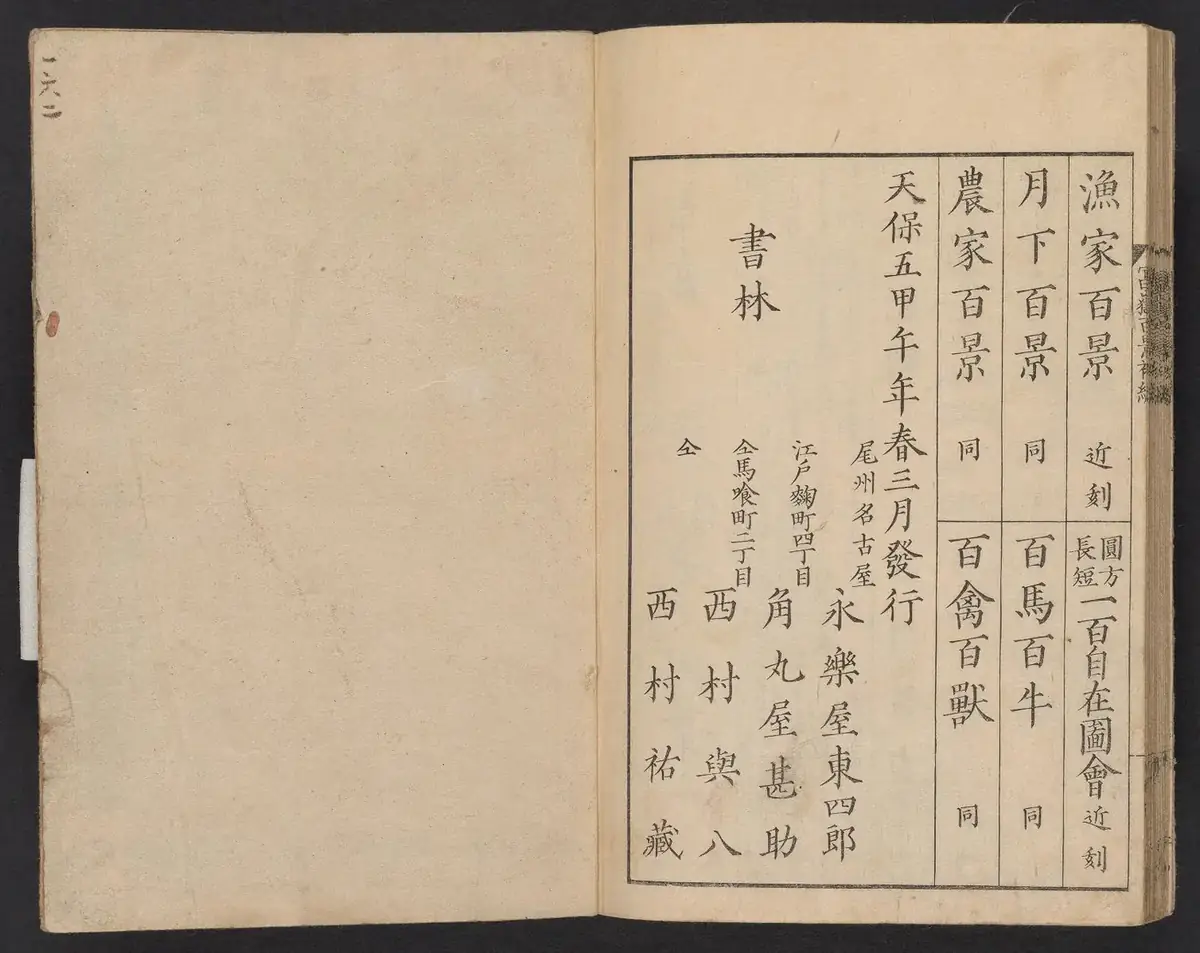 漁家百景 近刻
圓方長短 一百自在圖會 近刻
月下百景 同
百馬百牛 同
農家百景 同
百禽百獸 同
天保五甲午年春三月發行
書林
尾州名古屋 永樂屋東四郎
江戸麹町四丁目 角丸屋甚助
仝馬喰町二丁目 西村與八
仝 西村祐藏
一六二